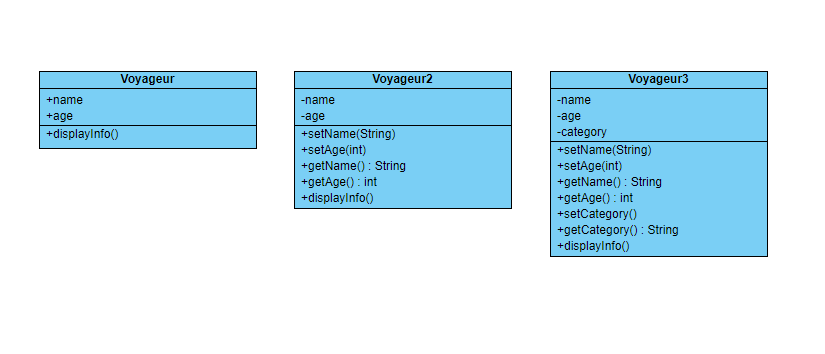 Voyageur
+name
+age
+displayInfo()
Voyageur2
-name
-age
+setName(String)
+setAge(int)
+getName() : String
+getAge() : int
+displayInfo()
Voyageur3
-name
-age
-category
+setName(String)
+setAge(int)
+getName() : String
+getAge() : int
+setCategory()
+getCategory() : String
+displayInfo()